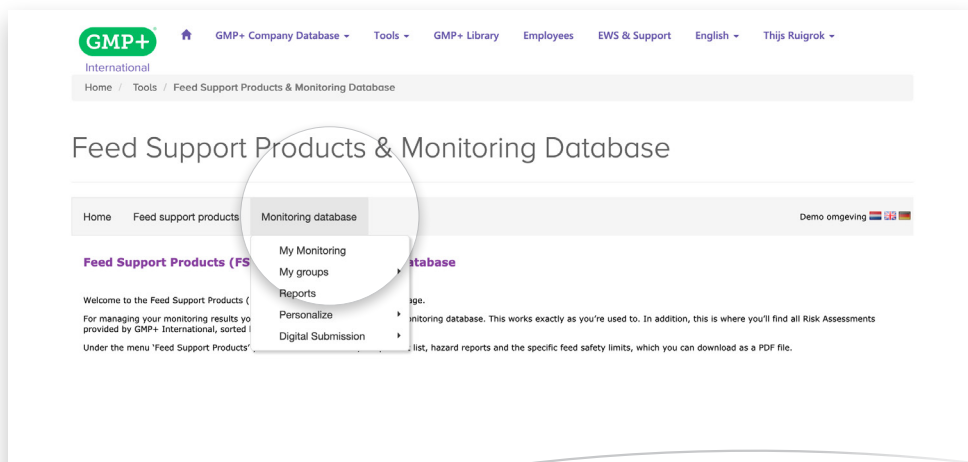 GMP+
International
GMP+ Company Database
Tools
GMP+ Library
Employees
EWS & Support
English
Thijs Ruigrok
Home / Tools / Feed Support Products & Monitoring Database
Feed Support Products & Monitoring Database
Home
Feed support products
Monitoring database
Demo omgeving
My Monitoring
My groups
Reports
Personalize
Digital Submission
Feed Support Products (FS
atabase
Welcome to the Feed Support Products (
age.
For managing your monitoring results yo
onitoring database. This works exactly as you're used to. In addition, this is where you'll find all Risk Assessments
provided by GMP+ International, sorted
Under the menu 'Feed Support Products'
list, hazard reports and the specific feed safety limits, which you can download as a PDF file.